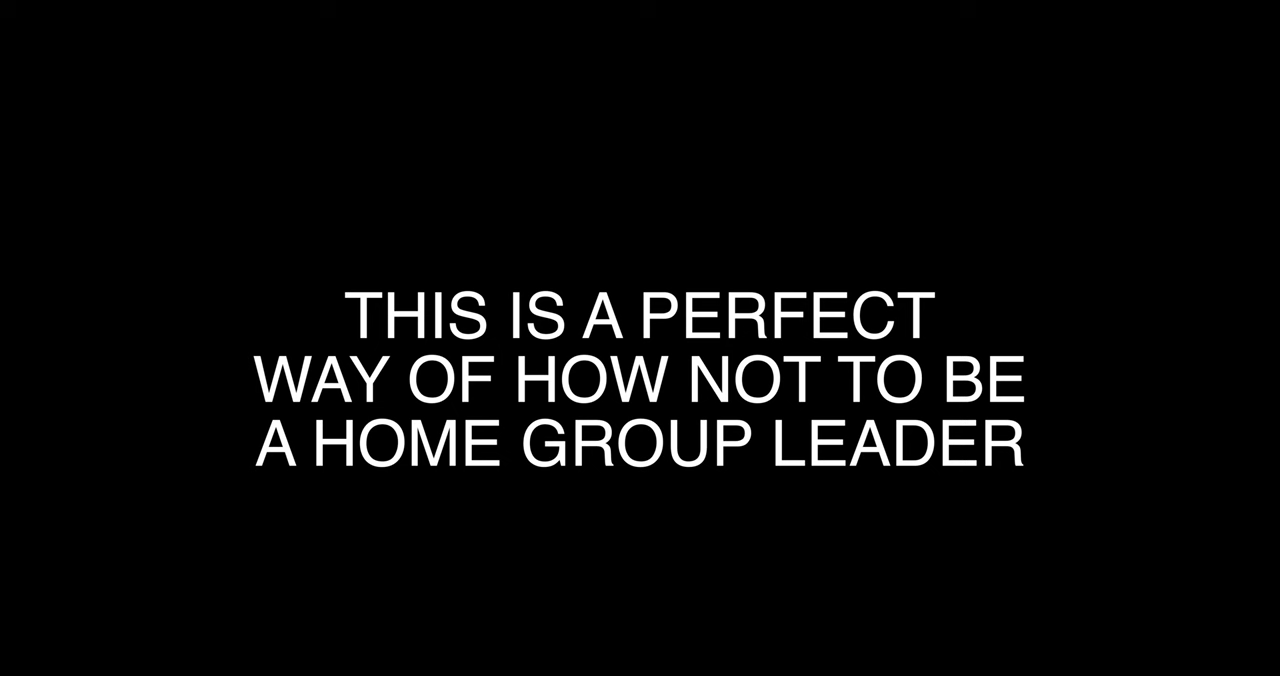 THIS IS A PERFECT
WAY OF HOW NOT TO BE
A HOME GROUP LEADER